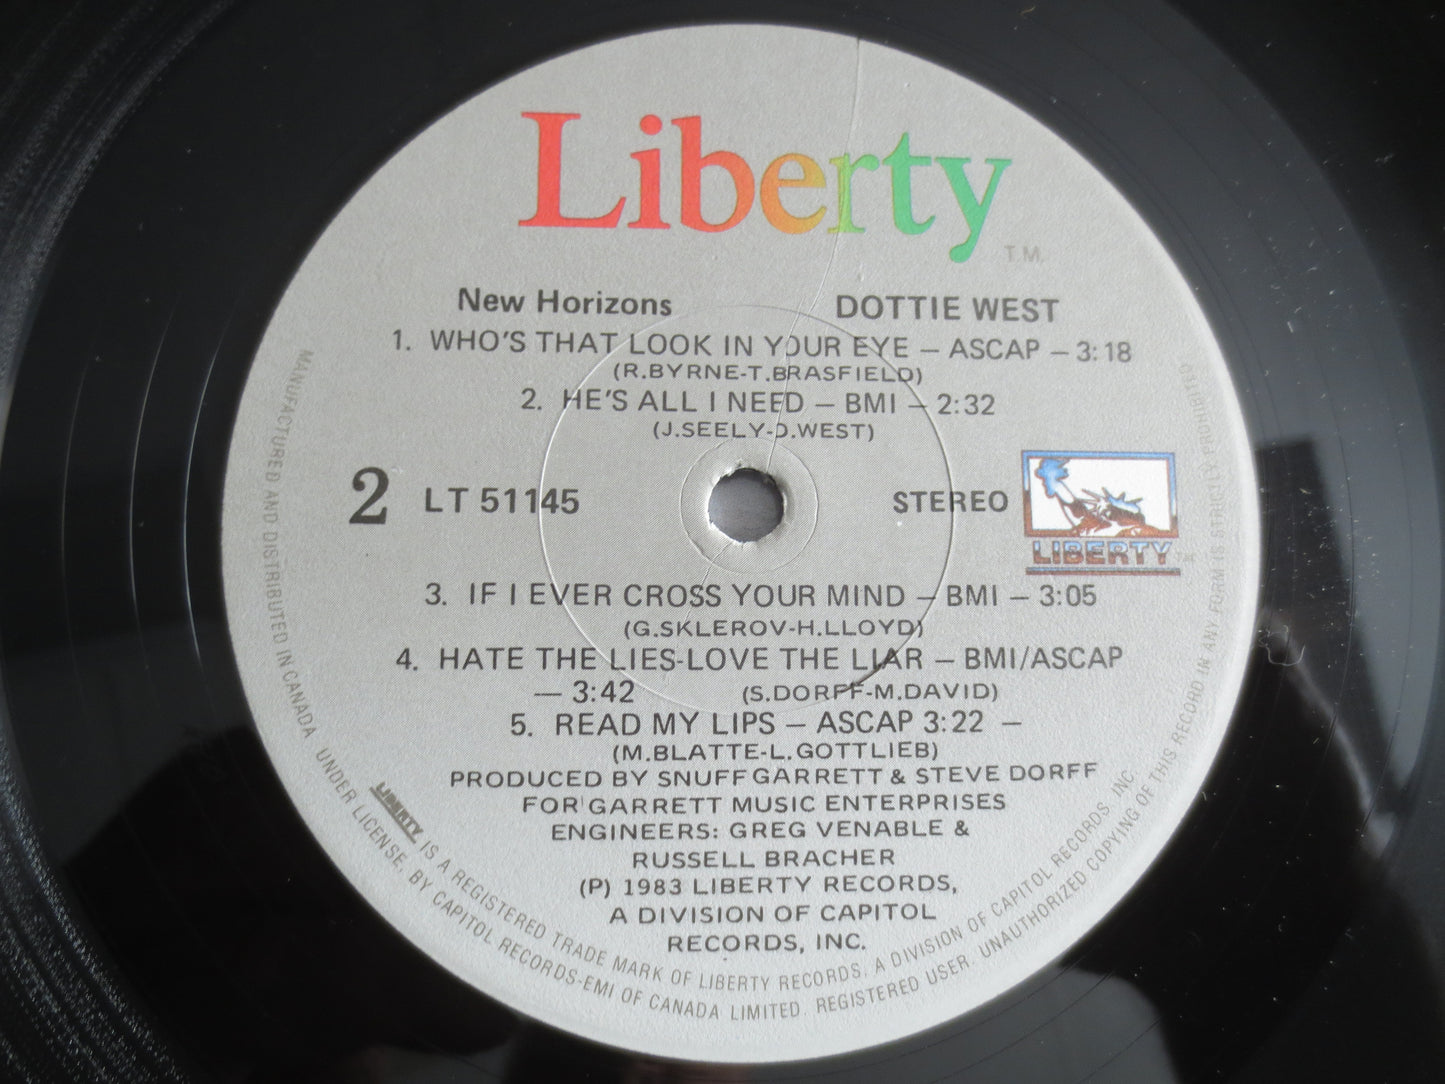 Liberty
T.M.
New Horizons DOTTIE WEST
1. WHO'S THAT LOOK IN YOUR EYE – ASCAP – 3:18
(R.BYRNE-T.BRASFIELD)
2. HE'S ALL I NEED – BMI – 2:32
(J.SEELY-D.WEST)
2 LT 51145 STEREO
LIBERTY TM
3. IF I EVER CROSS YOUR MIND – BMI – 3:05
(G.SKLEROV-H.LLOYD)
4. HATE THE LIES-LOVE THE LIAR – BMI/ASCAP
– 3:42 (S.DORFF-M.DAVID)
5. READ MY LIPS – ASCAP 3:22 –
(M.BLATTE-L.GOTTLIEB)
PRODUCED BY SNUFF GARRETT & STEVE DORFF
FOR GARRETT MUSIC ENTERPRISES
ENGINEERS: GREG VENABLE &
RUSSELL BRACHER
(P) 1983 LIBERTY RECORDS,
A DIVISION OF CAPITOL
RECORDS, INC.
LIBERTY IS A REGISTERED TRADE MARK OF LIBERTY RECORDS, A DIVISION OF CAPITOL RECORDS, INC.
MANUFACTURED AND DISTRIBUTED IN CANADA UNDER LICENSE, BY CAPITOL RECORDS-EMI OF CANADA LIMITED. REGISTERED USER. UNAUTHORIZED COPYING OF THIS RECORD IN ANY FORM IS STRICTLY PROHIBITED